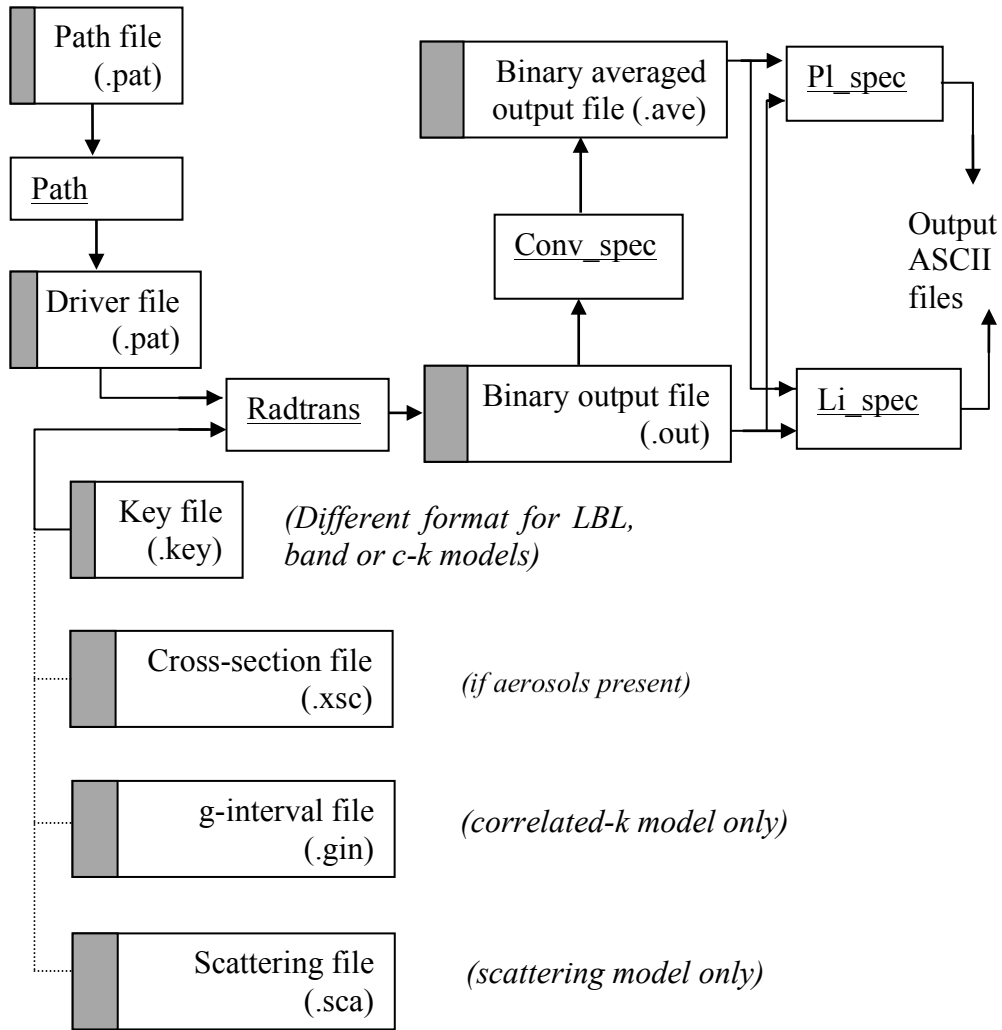 Path file
(.pat)
Path
Driver file
(.pat)
Binary averaged
output file (.ave)
Pl_spec
Conv_spec
Output
ASCII
files
Radtrans
Binary output file
(.out)
Li_spec
Key file
(.key)
(Different format for LBL,
band or c-k models)
Cross-section file
(.xsc)
(if aerosols present)
g-interval file
(.gin)
(correlated-k model only)
Scattering file
(.sca)
(scattering model only)